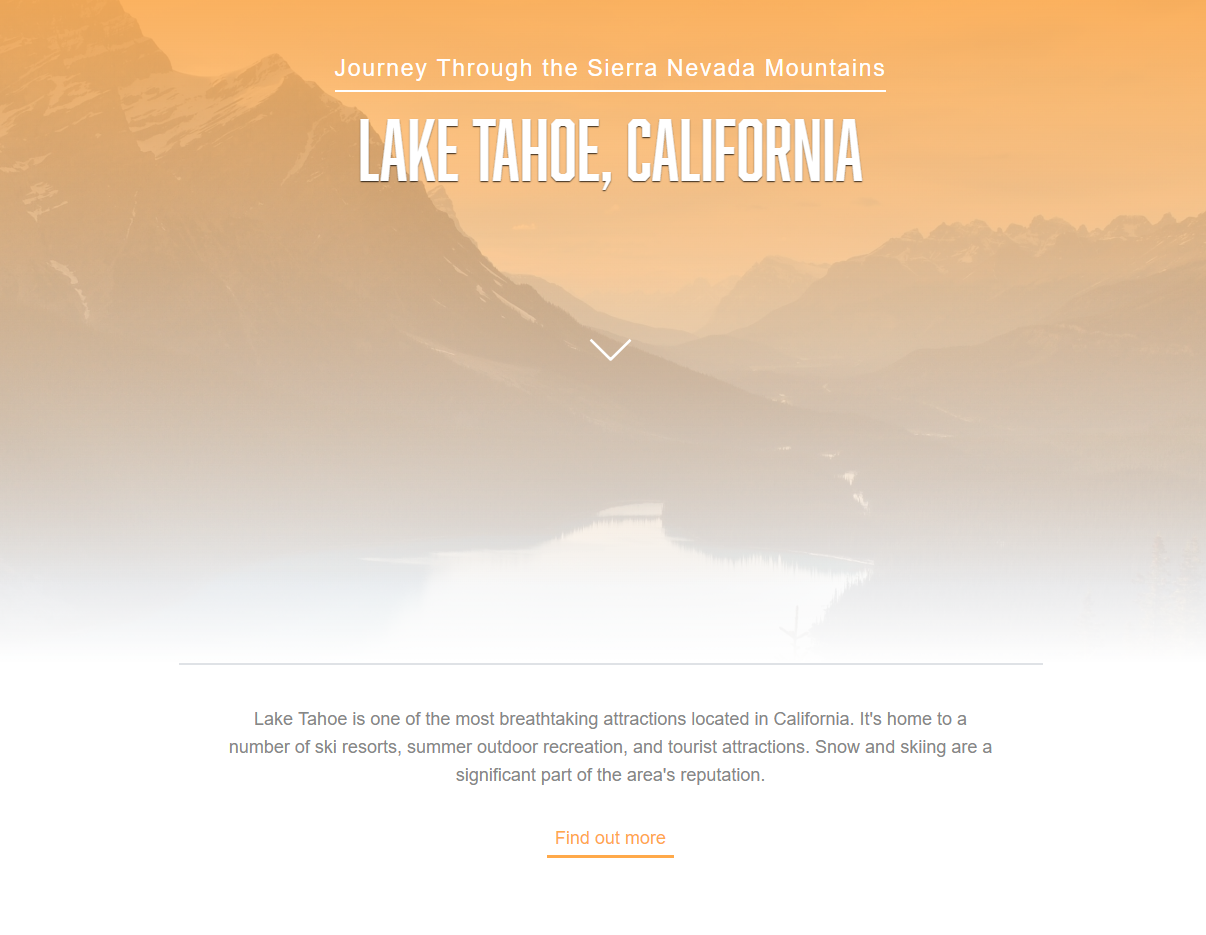 Journey Through the Sierra Nevada Mountains
LAKE TAHOE, CALIFORNIA
Lake Tahoe is one of the most breathtaking attractions located in California. It's home to a
number of ski resorts, summer outdoor recreation, and tourist attractions. Snow and skiing are a
significant part of the area's reputation.
Find out more